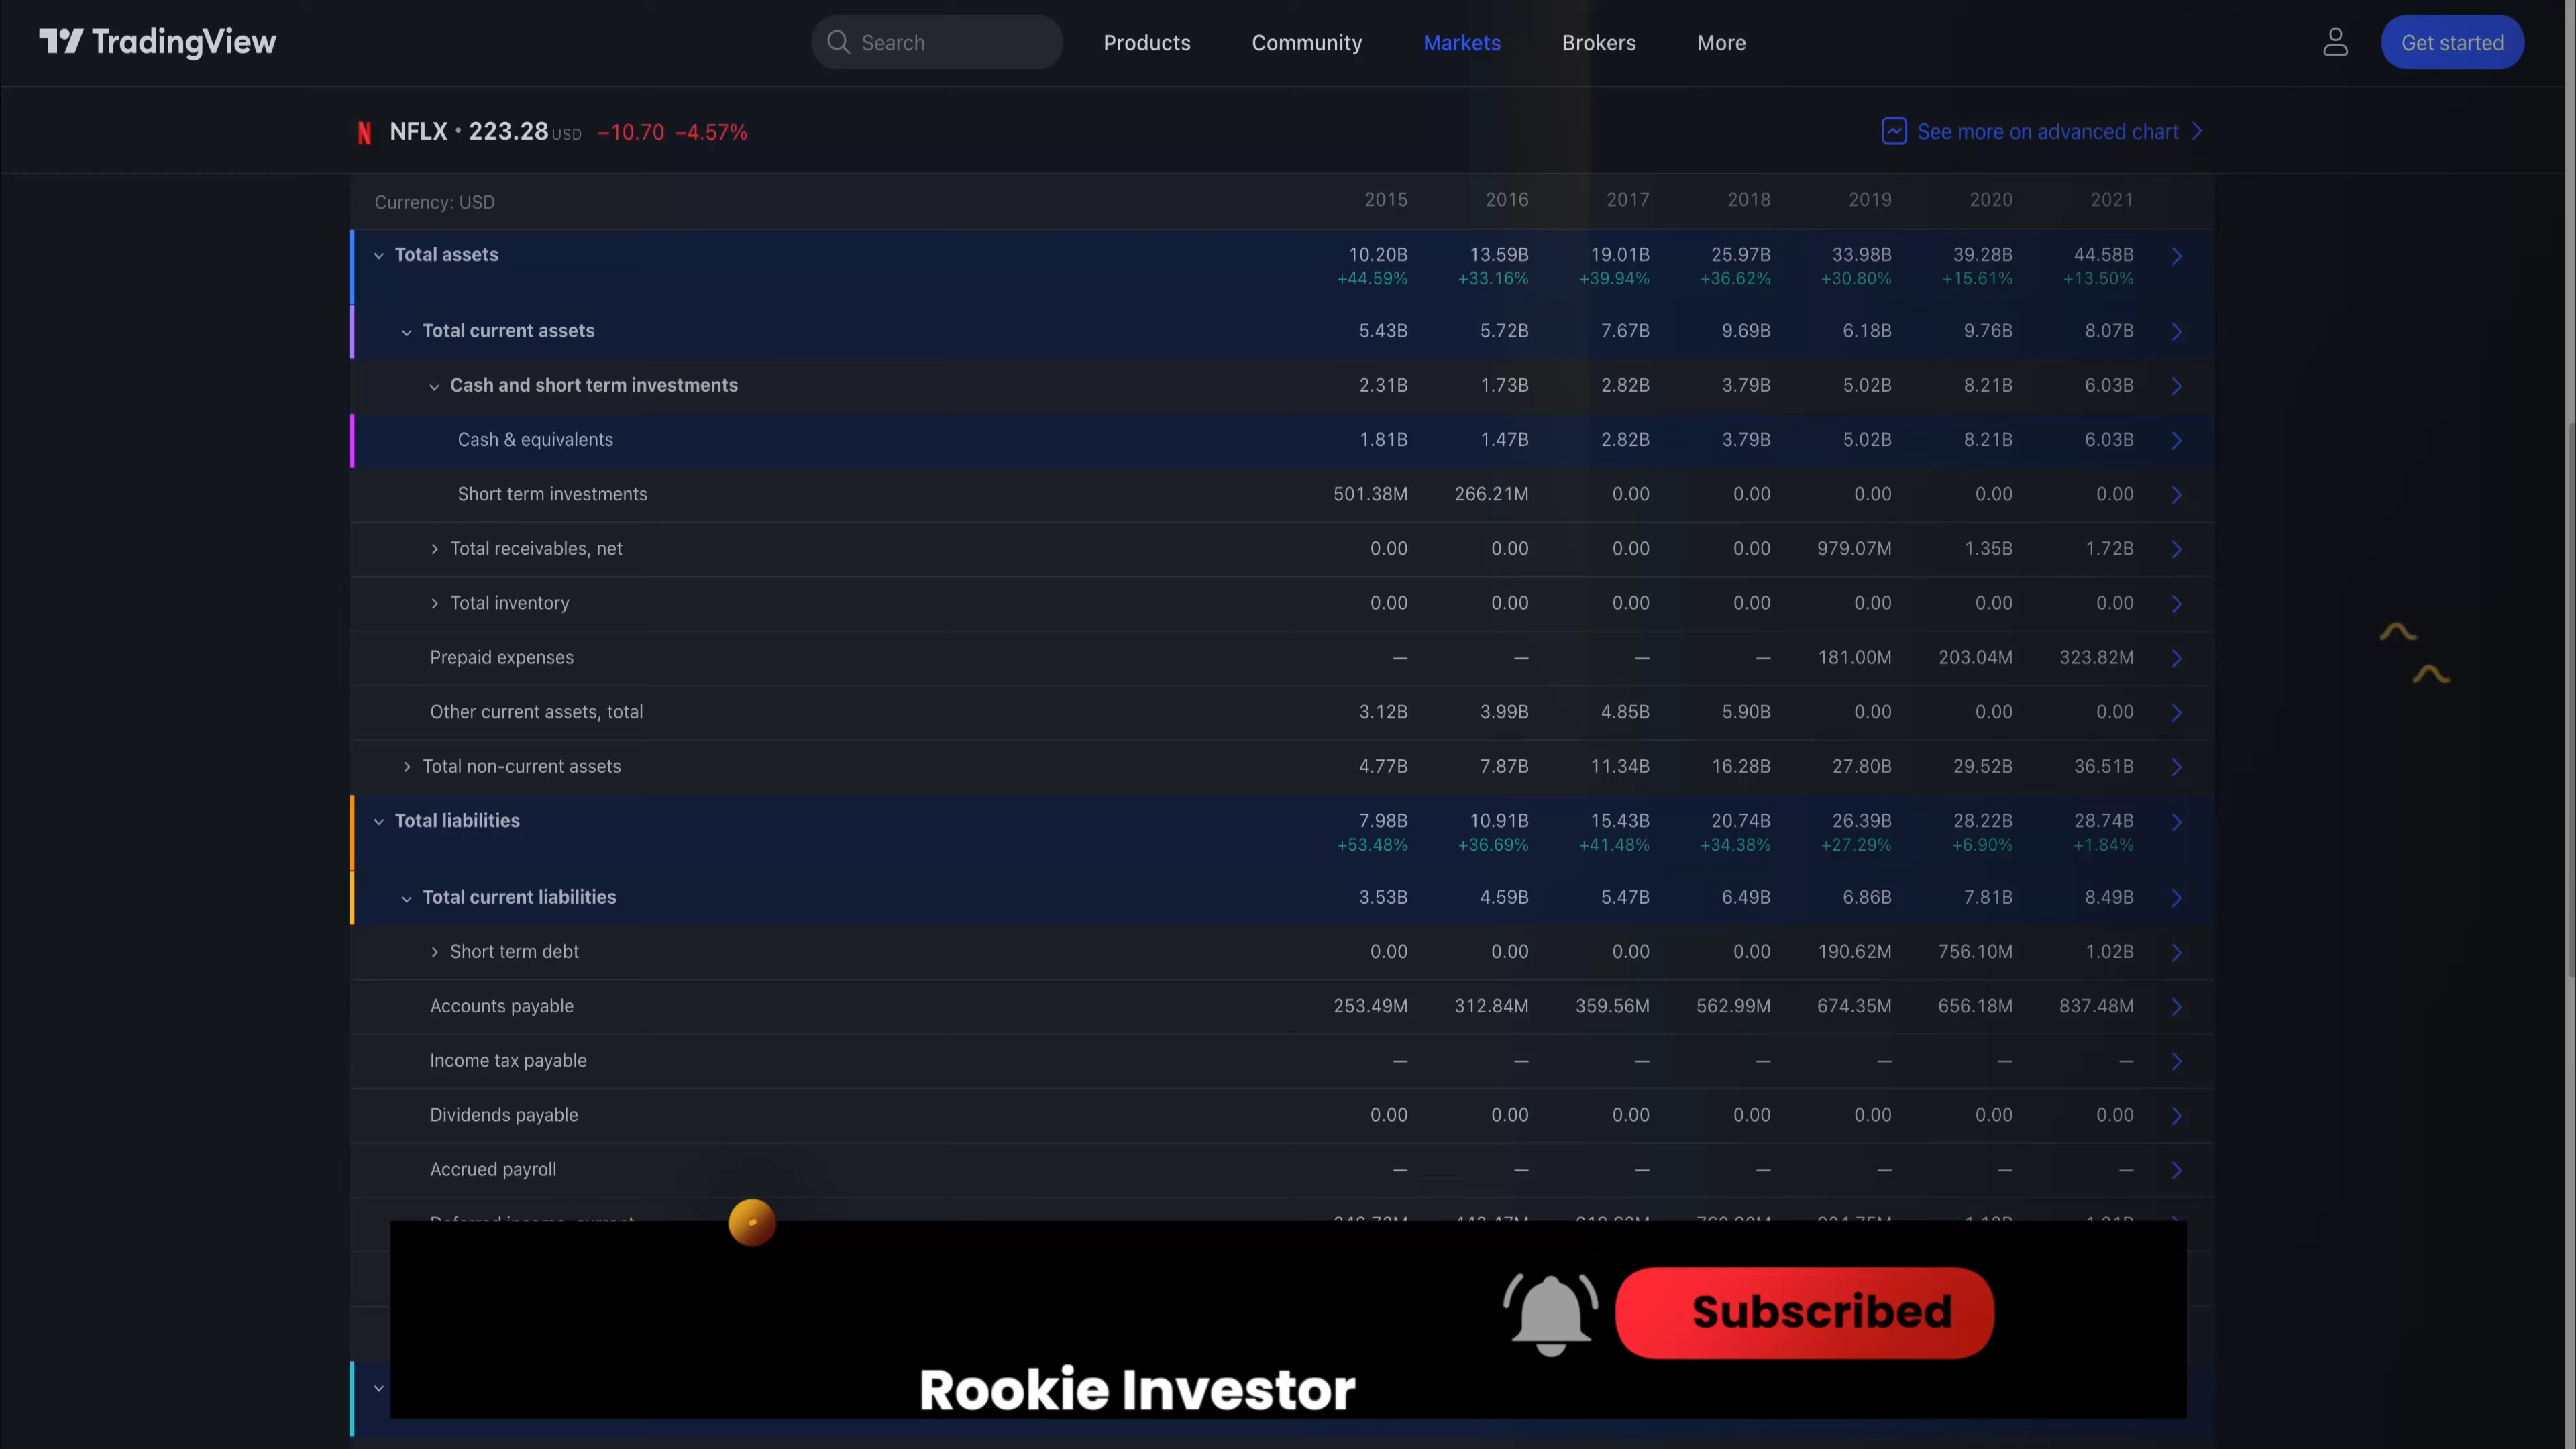 TradingView
Search
Products Community Markets Brokers More
Get started
NFLX • 223.28 USD −10.70 −4.57%
See more on advanced chart
Currency: USD 2015 2016 2017 2018 2019 2020 2021
Total assets 10.20B 13.59B 19.01B 25.97B 33.98B 39.28B 44.58B
+44.59% +33.16% +39.94% +36.62% +30.80% +15.61% +13.50%
Total current assets 5.43B 5.72B 7.67B 9.69B 6.18B 9.76B 8.07B
Cash and short term investments 2.31B 1.73B 2.82B 3.79B 5.02B 8.21B 6.03B
Cash & equivalents 1.81B 1.47B 2.82B 3.79B 5.02B 8.21B 6.03B
Short term investments 501.38M 266.21M 0.00 0.00 0.00 0.00 0.00
Total receivables, net 0.00 0.00 0.00 0.00 979.07M 1.35B 1.72B
Total inventory 0.00 0.00 0.00 0.00 0.00 0.00 0.00
Prepaid expenses — — — — 181.00M 203.04M 323.82M
Other current assets, total 3.12B 3.99B 4.85B 5.90B 0.00 0.00 0.00
Total non-current assets 4.77B 7.87B 11.34B 16.28B 27.80B 29.52B 36.51B
Total liabilities 7.98B 10.91B 15.43B 20.74B 26.39B 28.22B 28.74B
+53.48% +36.69% +41.48% +34.38% +27.29% +6.90% +1.84%
Total current liabilities 3.53B 4.59B 5.47B 6.49B 6.86B 7.81B 8.49B
Short term debt 0.00 0.00 0.00 0.00 190.62M 756.10M 1.02B
Accounts payable 253.49M 312.84M 359.56M 562.99M 674.35M 656.18M 837.48M
Income tax payable — — — — — — —
Dividends payable 0.00 0.00 0.00 0.00 0.00 0.00 0.00
Accrued payroll — — — — — — —
Subscribed
Rookie Investor